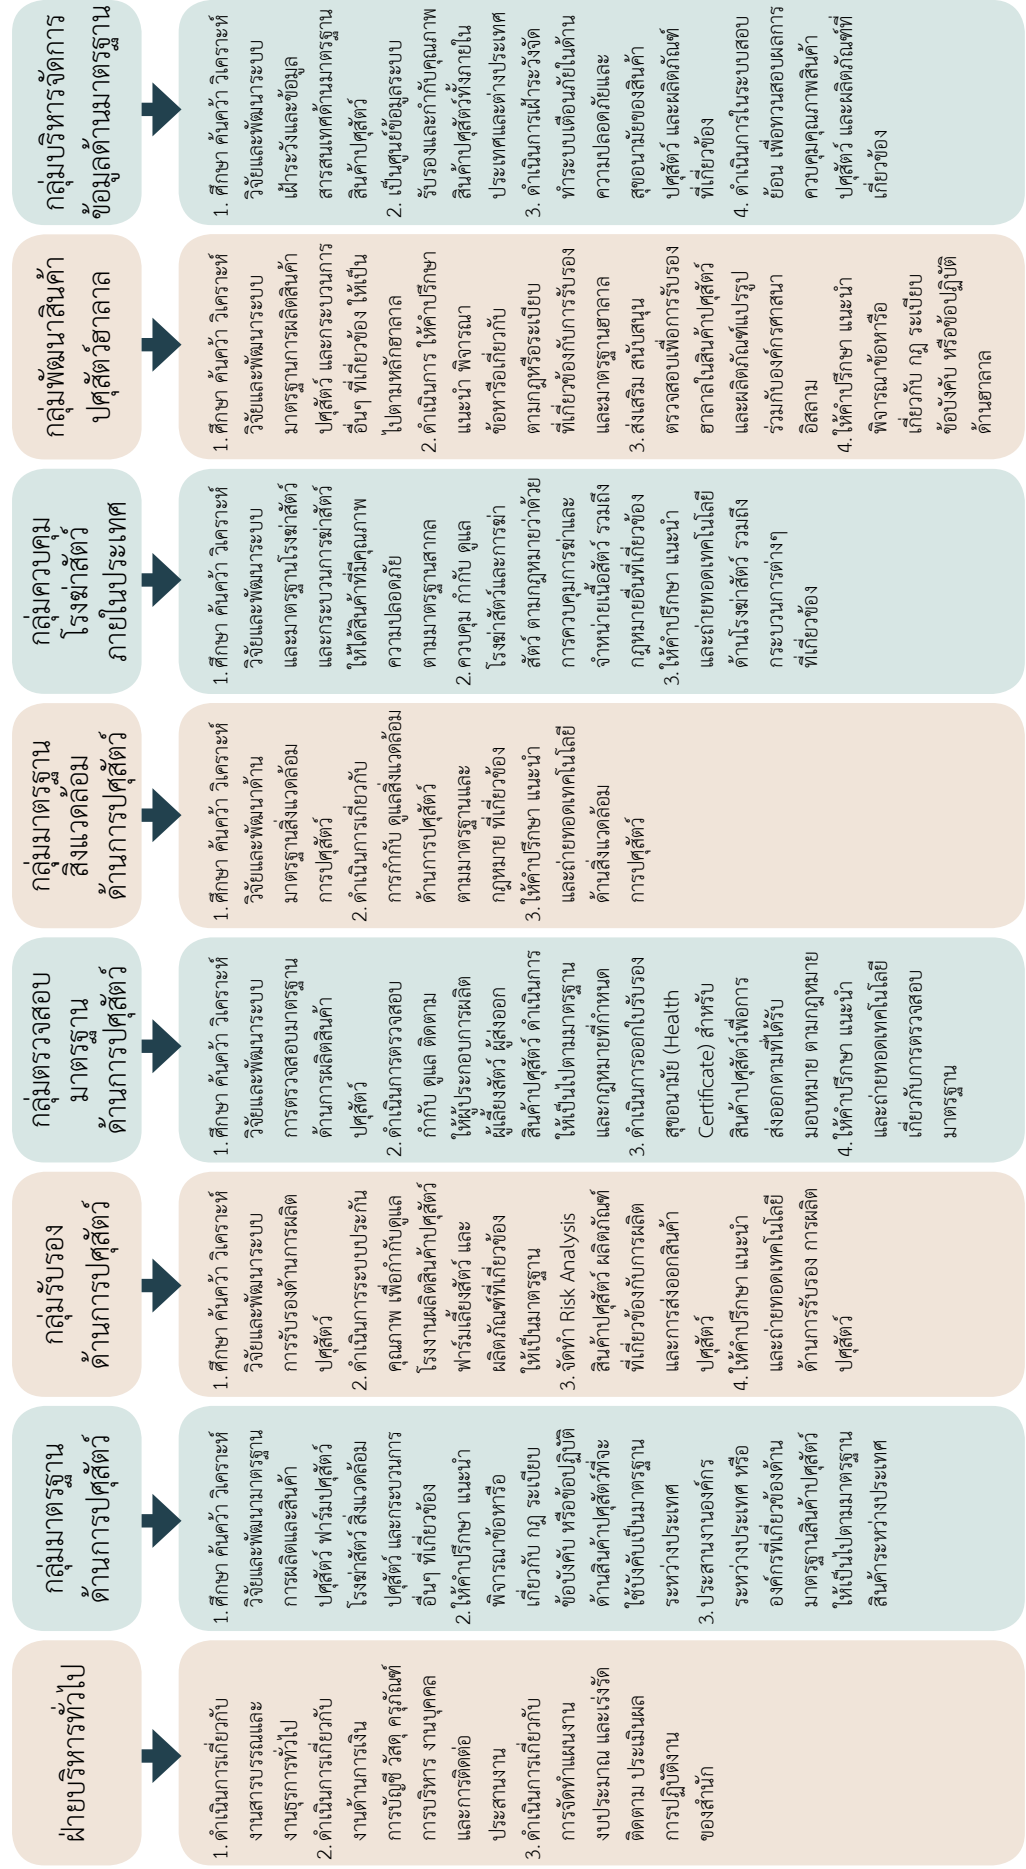 ฝ่ายบริหารทั่วไป
1. ดำเนินการเกี่ยวกับ
งานสารบรรณและ
งานธุรการทั่วไป
2. ดำเนินการเกี่ยวกับ
งานด้านการเงิน
การบัญชี วัสดุ ครุภัณฑ์
การบริหาร งานบุคคล
และการติดต่อ
ประสานงาน
3. ดำเนินการเกี่ยวกับ
การจัดทำแผนงาน
งบประมาณ และเร่งรัด
ติดตาม ประเมินผล
การปฏิบัติงาน
ของสำนัก
กลุ่มมาตรฐาน
ด้านการปศุสัตว์
1. ศึกษา ค้นคว้า วิเคราะห์
วิจัยและพัฒนามาตรฐาน
การผลิตและสินค้า
ปศุสัตว์ ฟาร์มปศุสัตว์
โรงฆ่าสัตว์ สิ่งแวดล้อม
ปศุสัตว์ และกระบวนการ
อื่นๆ ที่เกี่ยวข้อง
2. ให้คำปรึกษา แนะนำ
พิจารณาข้อหารือ
เกี่ยวกับ กฎ ระเบียบ
ข้อบังคับ หรือข้อปฏิบัติ
ด้านสินค้าปศุสัตว์ที่จะ
ใช้บังคับเป็นมาตรฐาน
ระหว่างประเทศ
3. ประสานงานองค์กร
ระหว่างประเทศ หรือ
องค์กรที่เกี่ยวข้องด้าน
มาตรฐานสินค้าปศุสัตว์
ให้เป็นไปตามมาตรฐาน
สินค้าระหว่างประเทศ
กลุ่มรับรอง
ด้านการปศุสัตว์
1. ศึกษา ค้นคว้า วิเคราะห์
วิจัยและพัฒนาระบบ
การรับรองด้านการผลิต
ปศุสัตว์
2. ดำเนินการระบบประกัน
คุณภาพ เพื่อกำกับดูแล
โรงงานผลิตสินค้าปศุสัตว์
ฟาร์มเลี้ยงสัตว์ และ
ผลิตภัณฑ์ที่เกี่ยวข้อง
ให้เป็นมาตรฐาน
3. จัดทำ Risk Analysis
สินค้าปศุสัตว์ ผลิตภัณฑ์
ที่เกี่ยวข้องกับการผลิต
และการส่งออกสินค้า
ปศุสัตว์
4. ให้คำปรึกษา แนะนำ
และถ่ายทอดเทคโนโลยี
ด้านการรับรอง การผลิต
ปศุสัตว์
กลุ่มตรวจสอบ
มาตรฐาน
ด้านการปศุสัตว์
1. ศึกษา ค้นคว้า วิเคราะห์
วิจัยและพัฒนาระบบ
การตรวจสอบมาตรฐาน
ด้านการผลิตสินค้า
ปศุสัตว์
2. ดำเนินการตรวจสอบ
กำกับ ดูแล ติดตาม
ให้ผู้ประกอบการผลิต
ผู้เลี้ยงสัตว์ ผู้ส่งออก
สินค้าปศุสัตว์ ดำเนินการ
ให้เป็นไปตามมาตรฐาน
และกฎหมายที่กำหนด
3. ดำเนินการออกใบรับรอง
สุขอนามัย (Health
Certificate) สำหรับ
สินค้าปศุสัตว์เพื่อการ
ส่งออกตามที่ได้รับ
มอบหมาย ตามกฎหมาย
4. ให้คำปรึกษา แนะนำ
และถ่ายทอดเทคโนโลยี
เกี่ยวกับการตรวจสอบ
มาตรฐาน
กลุ่มมาตรฐาน
สิ่งแวดล้อม
ด้านการปศุสัตว์
1. ศึกษา ค้นคว้า วิเคราะห์
วิจัยและพัฒนาด้าน
มาตรฐานสิ่งแวดล้อม
การปศุสัตว์
2. ดำเนินการเกี่ยวกับ
การกำกับ ดูแลสิ่งแวดล้อม
ด้านการปศุสัตว์
ตามมาตรฐานและ
กฎหมาย ที่เกี่ยวข้อง
3. ให้คำปรึกษา แนะนำ
และถ่ายทอดเทคโนโลยี
ด้านสิ่งแวดล้อม
การปศุสัตว์
กลุ่มควบคุม
โรงฆ่าสัตว์
ภายในประเทศ
1. ศึกษา ค้นคว้า วิเคราะห์
วิจัยและพัฒนาระบบ
และมาตรฐานโรงฆ่าสัตว์
และกระบวนการฆ่าสัตว์
ให้ได้สินค้าที่มีคุณภาพ
ความปลอดภัย
ตามมาตรฐานสากล
2. ควบคุม กำกับ ดูแล
โรงฆ่าสัตว์และการฆ่า
สัตว์ ตามกฎหมายว่าด้วย
การควบคุมการฆ่าและ
จำหน่ายเนื้อสัตว์ รวมถึง
กฎหมายอื่นที่เกี่ยวข้อง
3. ให้คำปรึกษา แนะนำ
และถ่ายทอดเทคโนโลยี
ด้านโรงฆ่าสัตว์ รวมถึง
กระบวนการต่างๆ
ที่เกี่ยวข้อง
กลุ่มพัฒนาสินค้า
ปศุสัตว์ฮาลาล
1. ศึกษา ค้นคว้า วิเคราะห์
วิจัยและพัฒนาระบบ
มาตรฐานการผลิตสินค้า
ปศุสัตว์ และกระบวนการ
อื่นๆ ที่เกี่ยวข้อง ให้เป็น
ไปตามหลักฮาลาล
2. ดำเนินการ ให้คำปรึกษา
แนะนำ พิจารณา
ข้อหารือเกี่ยวกับ
ตามกฎหรือระเบียบ
ที่เกี่ยวข้องกับการรับรอง
และมาตรฐานฮาลาล
3. ส่งเสริม สนับสนุน
ตรวจสอบเพื่อการรับรอง
ฮาลาลในสินค้าปศุสัตว์
และผลิตภัณฑ์แปรรูป
ร่วมกับองค์กรศาสนา
อิสลาม
4. ให้คำปรึกษา แนะนำ
พิจารณาข้อหารือ
เกี่ยวกับ กฎ ระเบียบ
ข้อบังคับ หรือข้อปฏิบัติ
ด้านฮาลาล
กลุ่มบริหารจัดการ
ข้อมูลด้านมาตรฐาน
1. ศึกษา ค้นคว้า วิเคราะห์
วิจัยและพัฒนาระบบ
เฝ้าระวังและข้อมูล
สารสนเทศด้านมาตรฐาน
สินค้าปศุสัตว์
2. เป็นศูนย์ข้อมูลระบบ
รับรองและกำกับคุณภาพ
สินค้าปศุสัตว์ทั้งภายใน
ประเทศและต่างประเทศ
3. ดำเนินการเฝ้าระวังจัด
ทำระบบเตือนภัยในด้าน
ความปลอดภัยและ
สุขอนามัยของสินค้า
ปศุสัตว์ และผลิตภัณฑ์
ที่เกี่ยวข้อง
4. ดำเนินการในระบบสอบ
ย้อน เพื่อทวนสอบผลการ
ควบคุมคุณภาพสินค้า
ปศุสัตว์ และผลิตภัณฑ์ที่
เกี่ยวข้อง